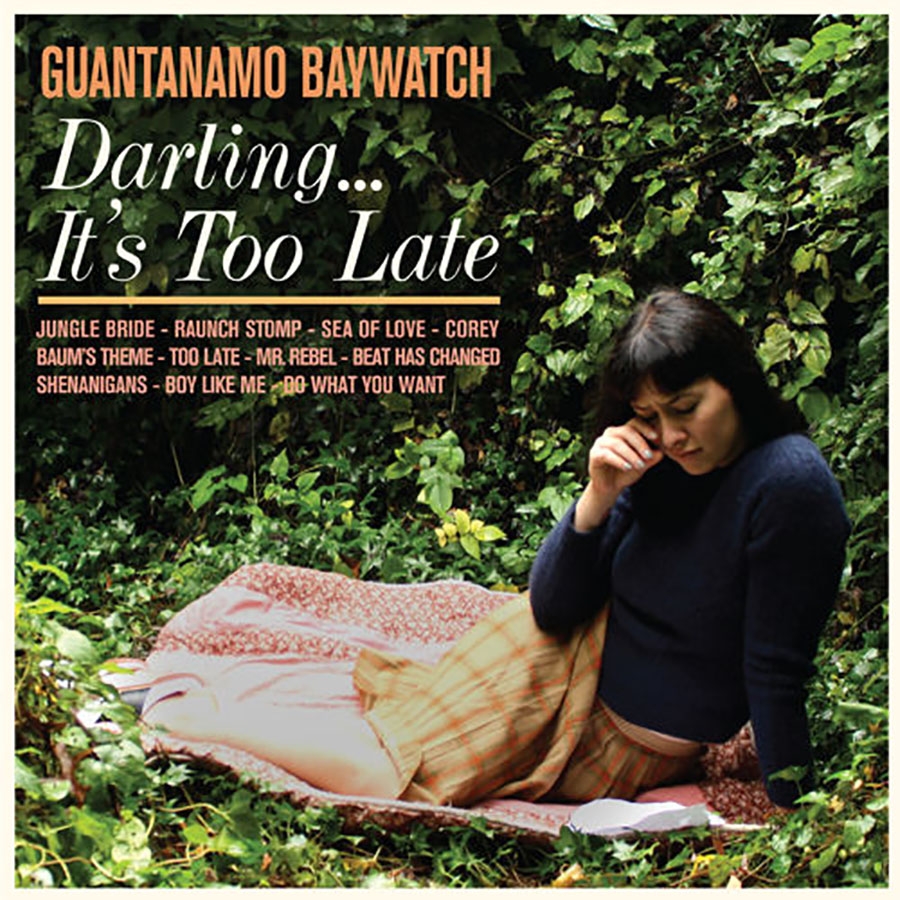 GUANTANAMO BAYWATCH
Darling...
It's Too Late
JUNGLE BRIDE - RAUNCH STOMP - SEA OF LOVE - COREY
BAUM'S THEME - TOO LATE - MR. REBEL - BEAT HAS CHANGED
SHENANIGANS - BOY LIKE ME - DO WHAT YOU WANT